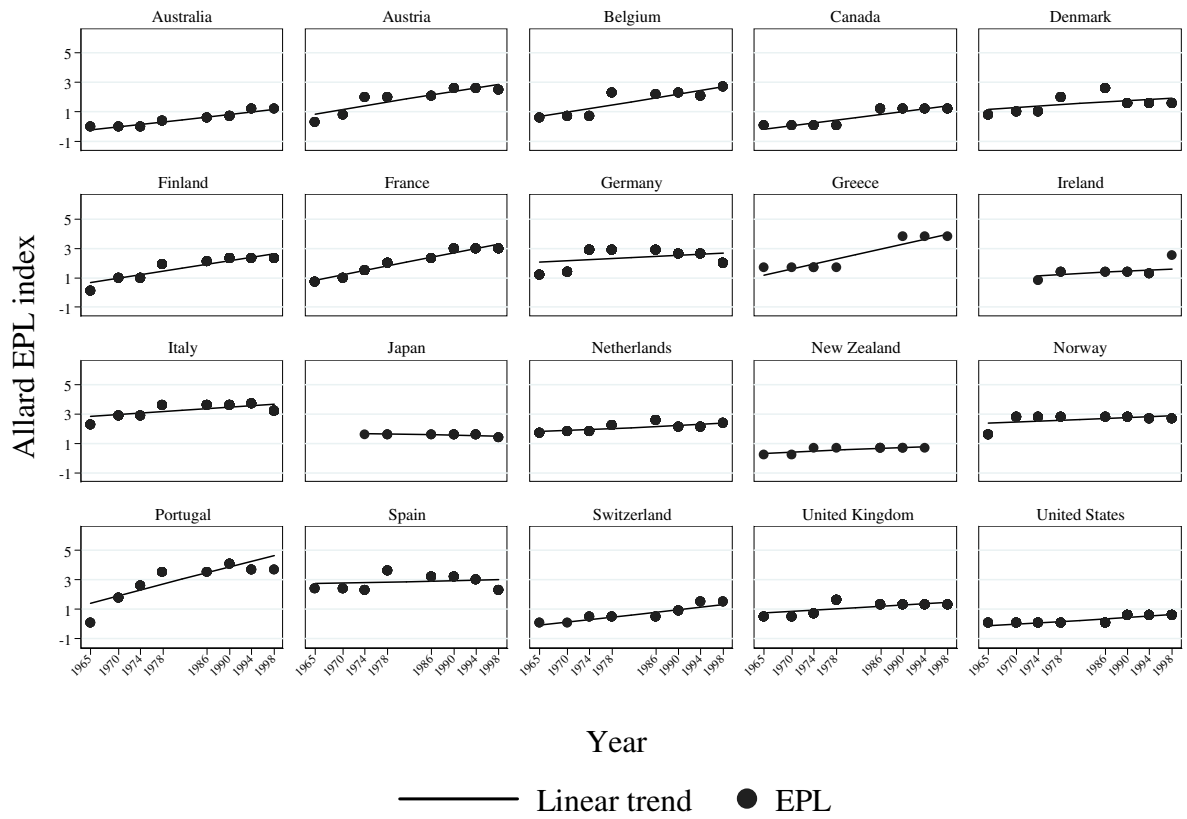 Australia Austria Belgium Canada Denmark
5
3
1
-1
Finland France Germany Greece Ireland
5
3
1
-1
Italy Japan Netherlands New Zealand Norway
5
3
1
-1
Portugal Spain Switzerland United Kingdom United States
5
3
1
-1
1965 1970 1974 1978 1986 1990 1994 1998 1965 1970 1974 1978 1986 1990 1994 1998 1965 1970 1974 1978 1986 1990 1994 1998 1965 1970 1974 1978 1986 1990 1994 1998 1965 1970 1974 1978 1986 1990 1994 1998
Allard EPL index
Year
Linear trend EPL